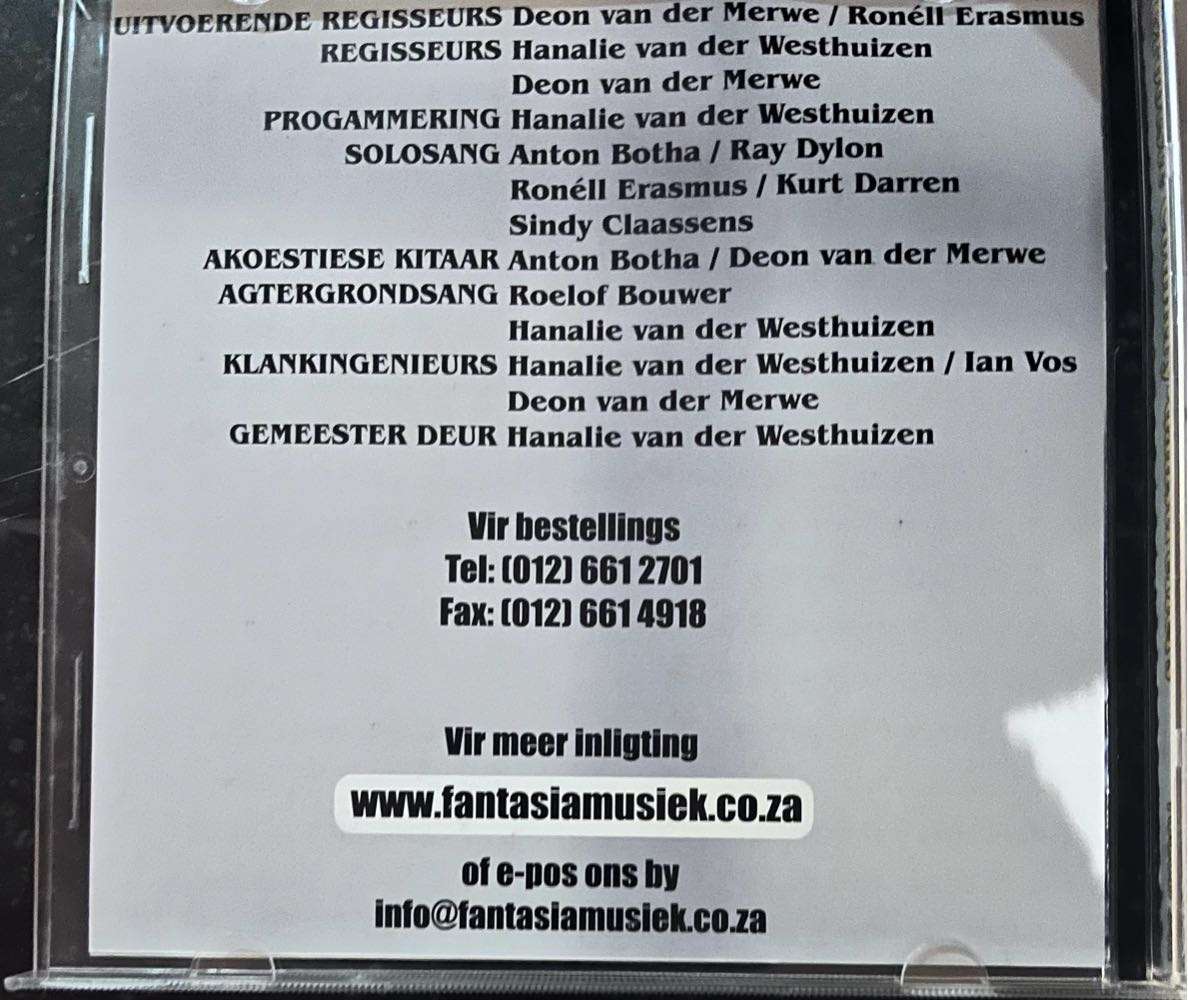 UITVOERENDE REGISSEURS Deon van der Merwe / Ronéll Erasmus
REGISSEURS Hanalie van der Westhuizen
Deon van der Merwe
PROGAMMERING Hanalie van der Westhuizen
SOLOSANG Anton Botha / Ray Dylon
Ronéll Erasmus / Kurt Darren
Sindy Claassens
AKOESTIESE KITAAR Anton Botha / Deon van der Merwe
AGTERGRONDSANG Roelof Bouwer
Hanalie van der Westhuizen
KLANKINGENIEURS Hanalie van der Westhuizen / Ian Vos
Deon van der Merwe
GEMEESTER DEUR Hanalie van der Westhuizen
Vir bestellings
Tel: (012) 661 2701
Fax: (012) 661 4918
Vir meer inligting
www.fantasiamusiek.co.za
of e-pos ons by
info@fantasiamusiek.co.za